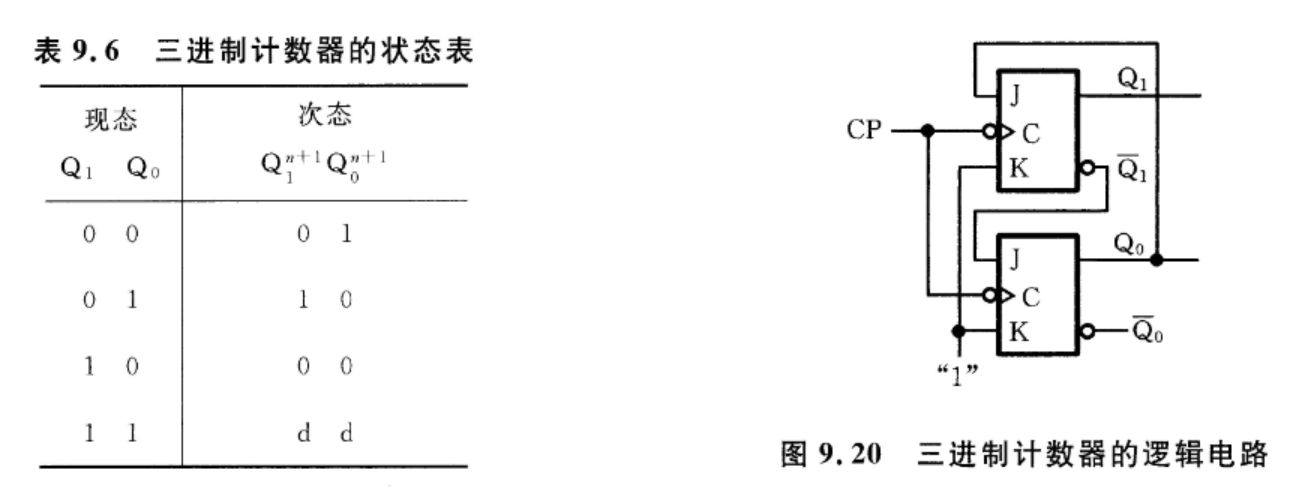 表 9.6 三进制计数器的状态表
现态 次态
Q₁ Q₀ Q₁ⁿ⁺¹Q₀ⁿ⁺¹
0 0 0 1
0 1 1 0
1 0 0 0
1 1 d d
J Q₁
CP C
K Q̅₁
J Q₀
C
K Q̅₀
“1”
图 9.20 三进制计数器的逻辑电路